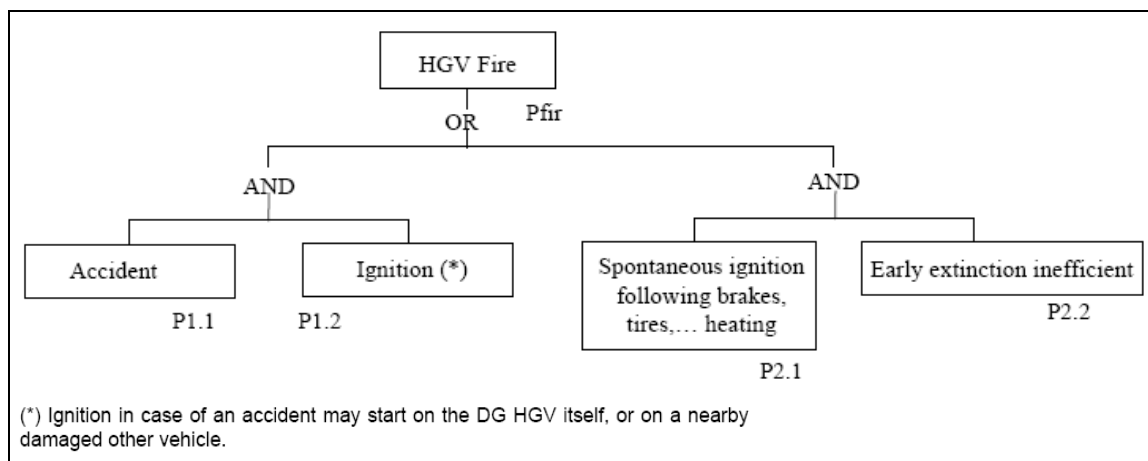 HGV Fire
Pfir
OR
AND
AND
Accident
Ignition (*)
Spontaneous ignition
following brakes,
tires,... heating
Early extinction inefficient
P1.1
P1.2
P2.2
P2.1
(*) Ignition in case of an accident may start on the DG HGV itself, or on a nearby
damaged other vehicle.